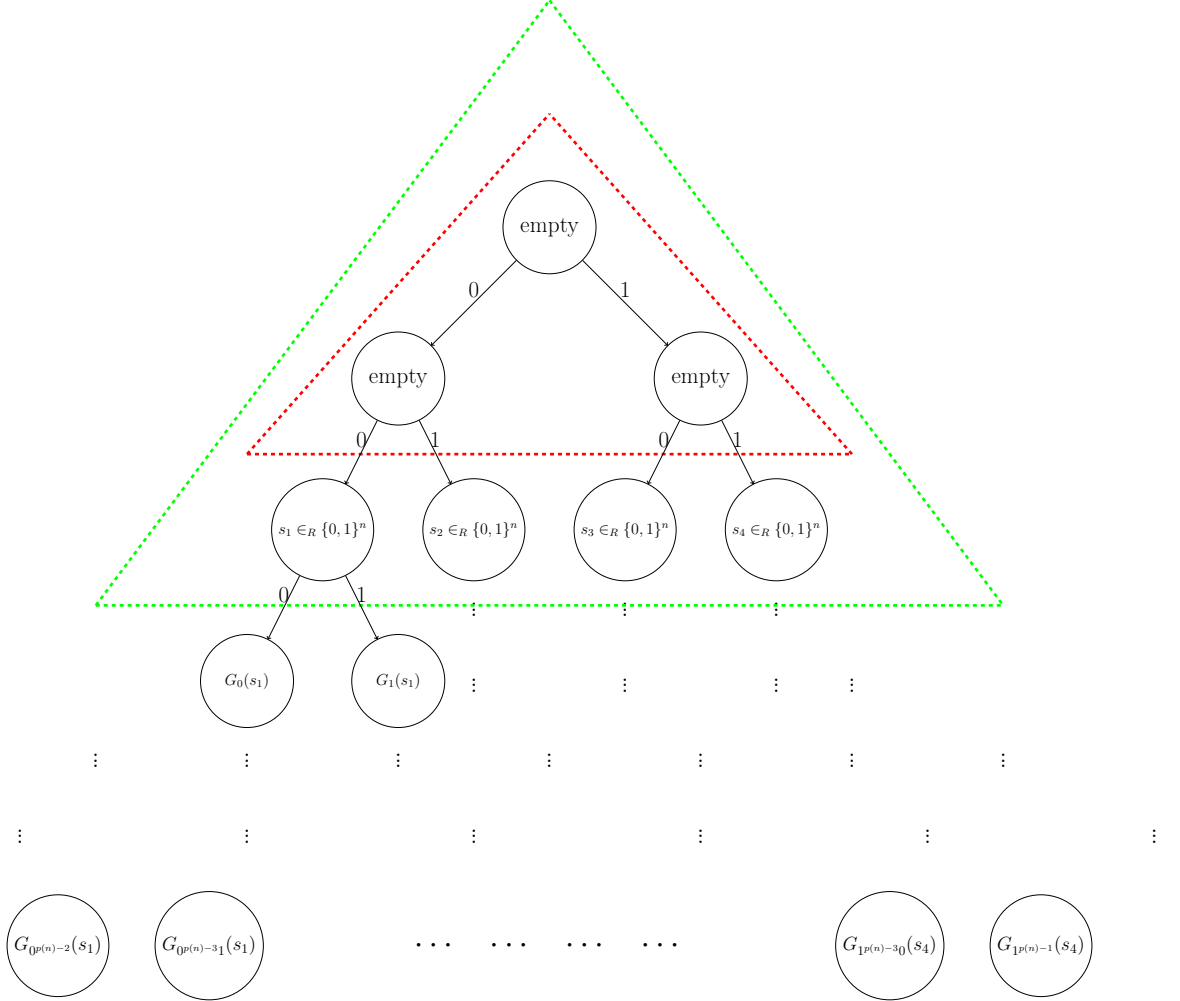 empty
0 1
empty empty
0 1 0 1
s₁ ∈_R {0, 1}ⁿ s₂ ∈_R {0, 1}ⁿ s₃ ∈_R {0, 1}ⁿ s₄ ∈_R {0, 1}ⁿ
0 1
⋮ ⋮ ⋮
G₀(s₁) G₁(s₁) ⋮ ⋮ ⋮ ⋮
⋮ ⋮ ⋮ ⋮ ⋮ ⋮ ⋮
⋮ ⋮ ⋮ ⋮ ⋮ ⋮
G_{0^{p(n)−2}}(s₁) G_{0^{p(n)−3}1}(s₁) ⋯ ⋯ ⋯ ⋯ G_{1^{p(n)−3}0}(s₄) G_{1^{p(n)−1}}(s₄)